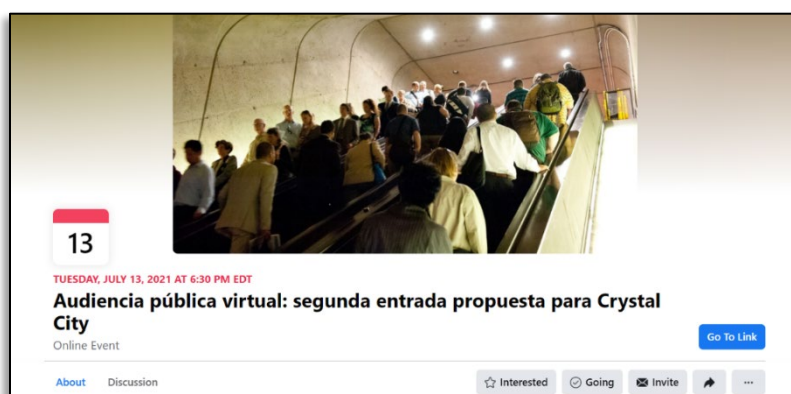 13
TUESDAY, JULY 13, 2021 AT 6:30 PM EDT
Audiencia pública virtual: segunda entrada propuesta para Crystal
City
Online Event
Go To Link
About Discussion Interested Going Invite